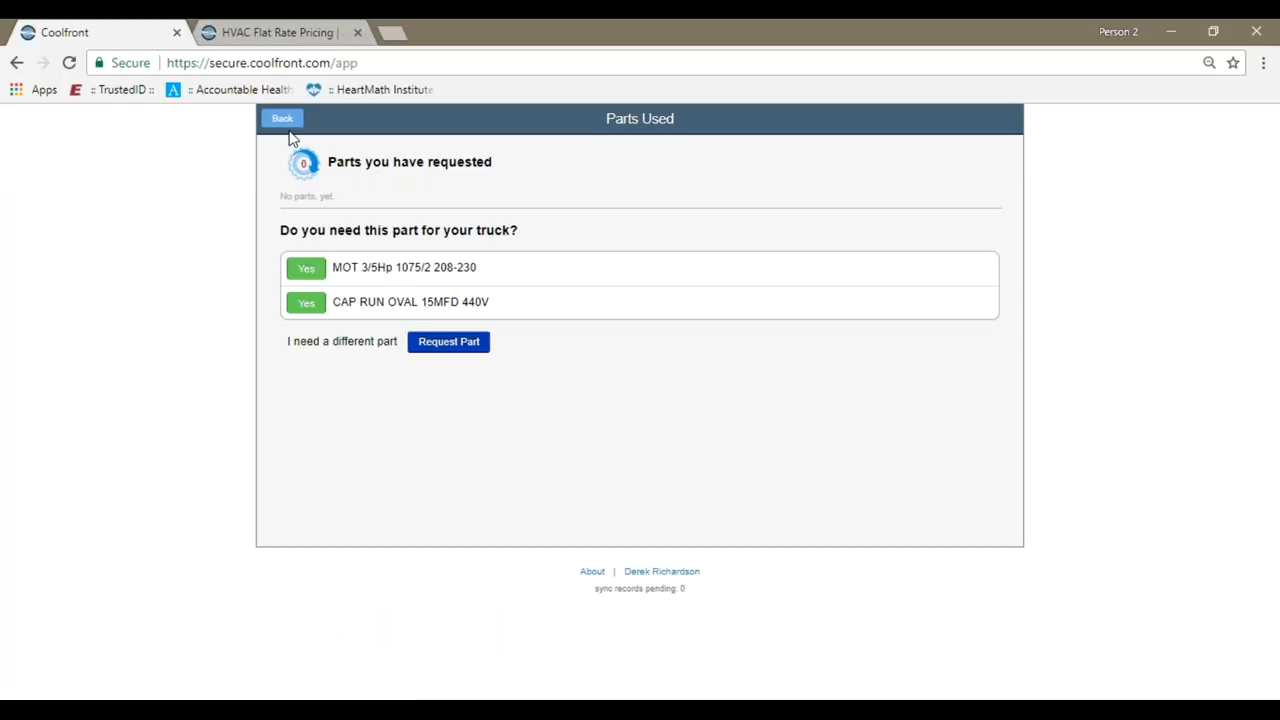 Coolfront
HVAC Flat Rate Pricing |
Person 2
Secure
https://secure.coolfront.com/app
Apps
E
:: TrustedID ::
A
:: Accountable Health
:: HeartMath Institute
Back
Parts Used
0
Parts you have requested
No parts, yet.
Do you need this part for your truck?
Yes
MOT 3/5Hp 1075/2 208-230
Yes
CAP RUN OVAL 15MFD 440V
I need a different part
Request Part
About | Derek Richardson
sync records pending: 0